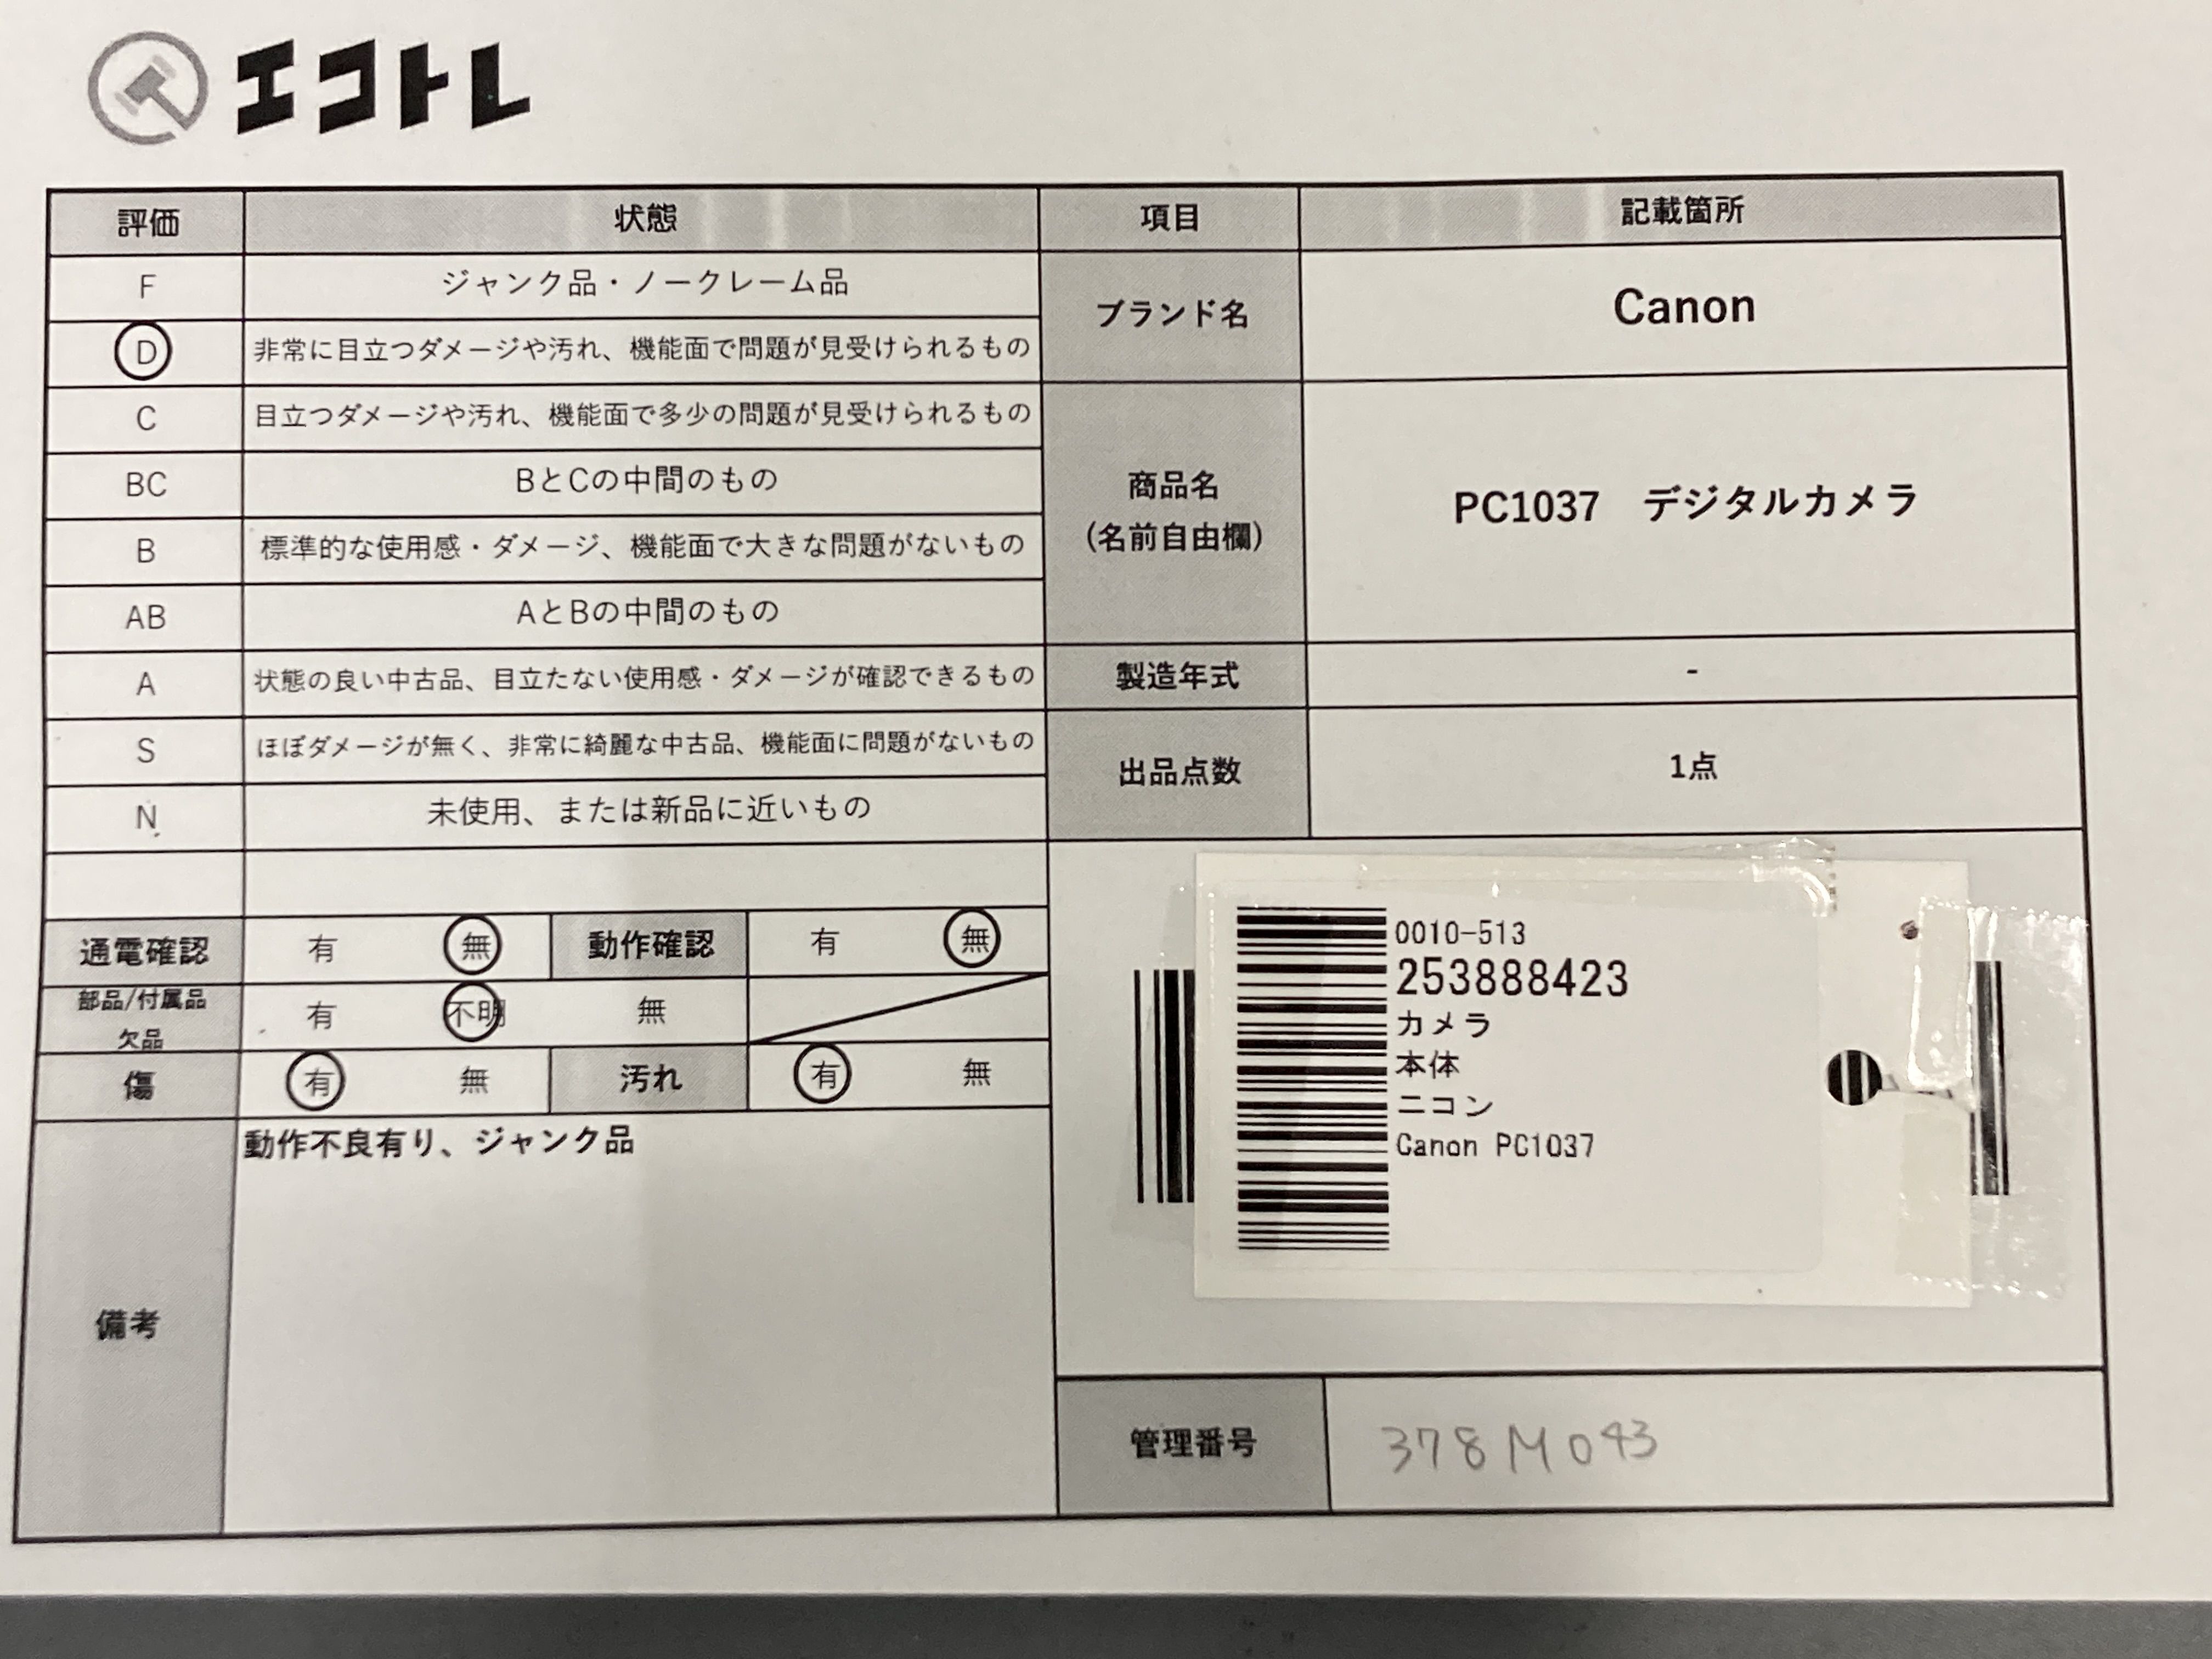 エコトレ
評価 状態 項目 記載箇所
F ジャンク品・ノークレーム品
D 非常に目立つダメージや汚れ、機能面で問題が見受けられるもの
ブランド名 Canon
C 目立つダメージや汚れ、機能面で多少の問題が見受けられるもの
BC BとCの中間のもの
B 標準的な使用感・ダメージ、機能面で大きな問題がないもの
AB AとBの中間のもの
商品名
(名前自由欄)
PC1037 デジタルカメラ
A 状態の良い中古品、目立たない使用感・ダメージが確認できるもの
製造年式 -
S ほぼダメージが無く、非常に綺麗な中古品、機能面に問題がないもの
N 未使用、または新品に近いもの
出品点数 1点
通電確認 有 無 動作確認 有 無
部品/付属品
欠品
有 不明 無
傷 有 無 汚れ 有 無
備考
動作不良有り、ジャンク品
0010-513
253888423
カメラ
本体
ニコン
Canon PC1037
管理番号 378M043